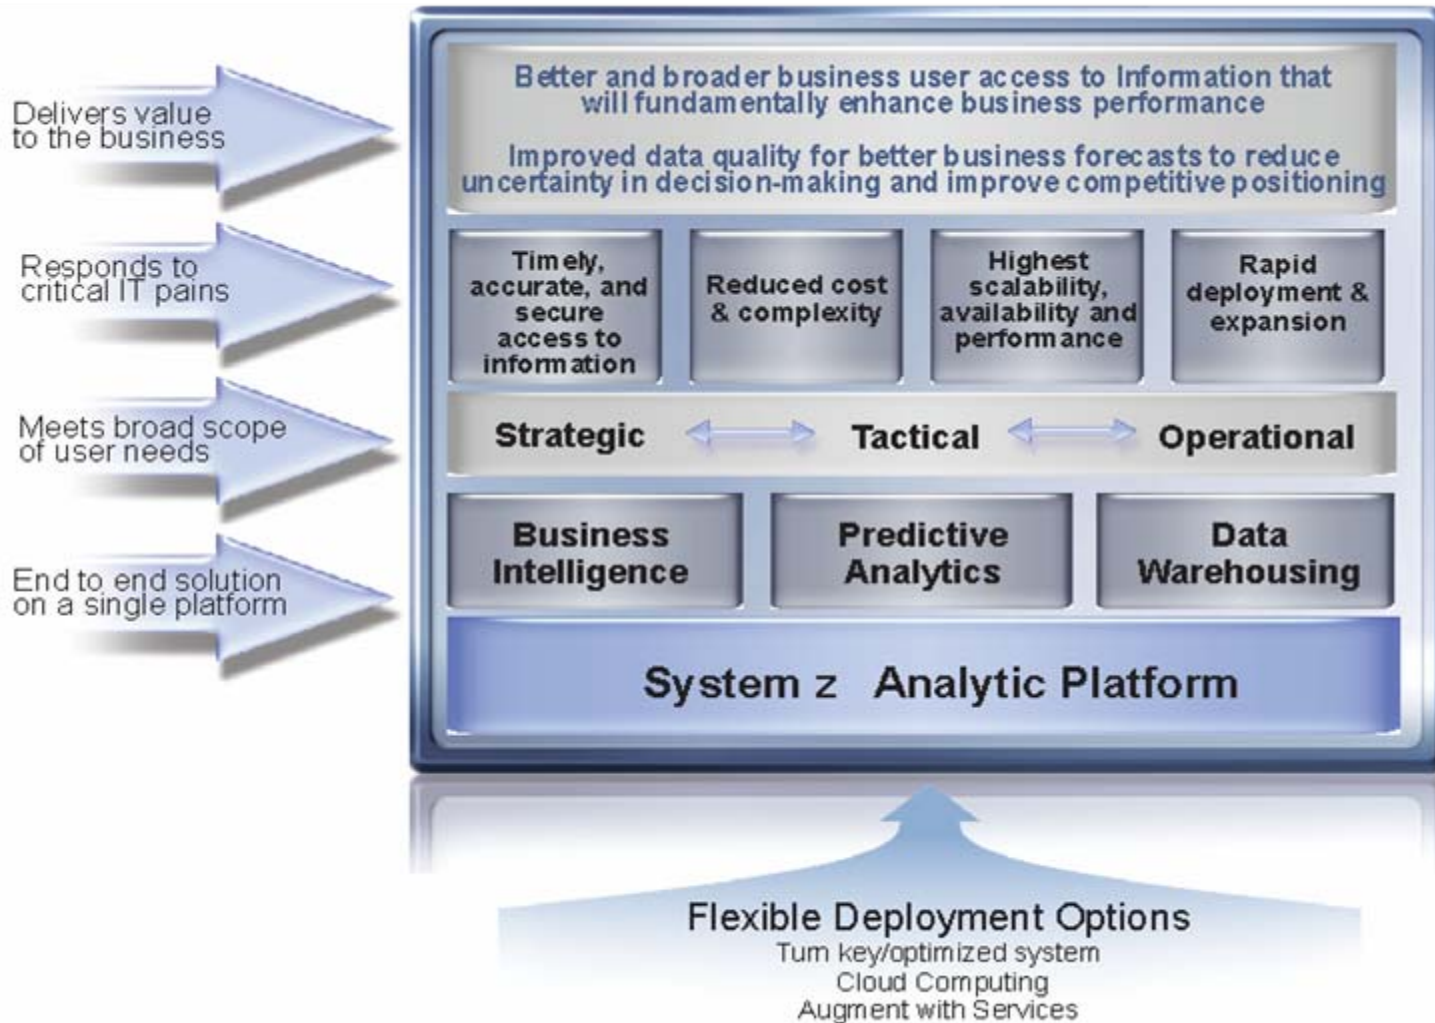 Delivers value
to the business
Better and broader business user access to Information that
will fundamentally enhance business performance
Improved data quality for better business forecasts to reduce
uncertainty in decision-making and improve competitive positioning
Responds to
critical IT pains
Timely,
accurate, and
secure
access to
information
Reduced cost
& complexity
Highest
scalability,
availability and
performance
Rapid
deployment &
expansion
Meets broad scope
of user needs
Strategic
Tactical
Operational
End to end solution
on a single platform
Business
Intelligence
Predictive
Analytics
Data
Warehousing
System z Analytic Platform
Flexible Deployment Options
Turn key/optimized system
Cloud Computing
Augment with Services